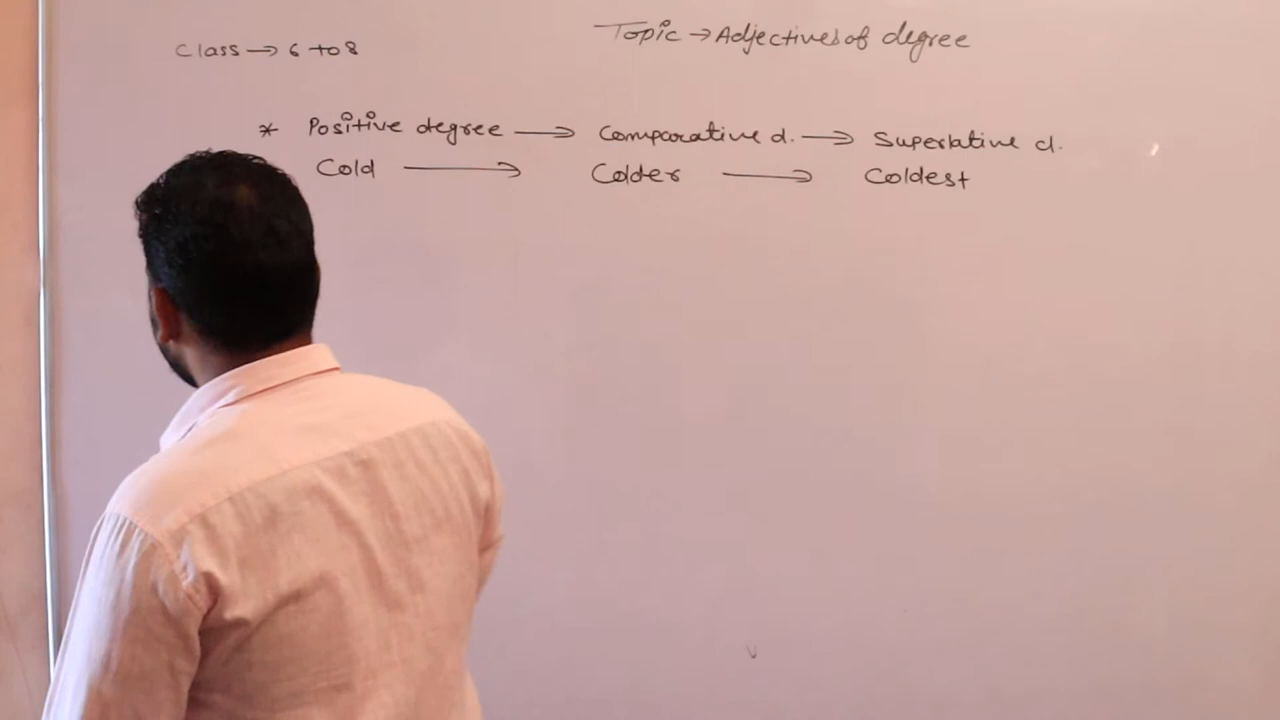 Class → 6 to 8
Topic → Adjectives of degree
* Positive degree → Comparative d. → Superlative d.
Cold → Colder → Coldest